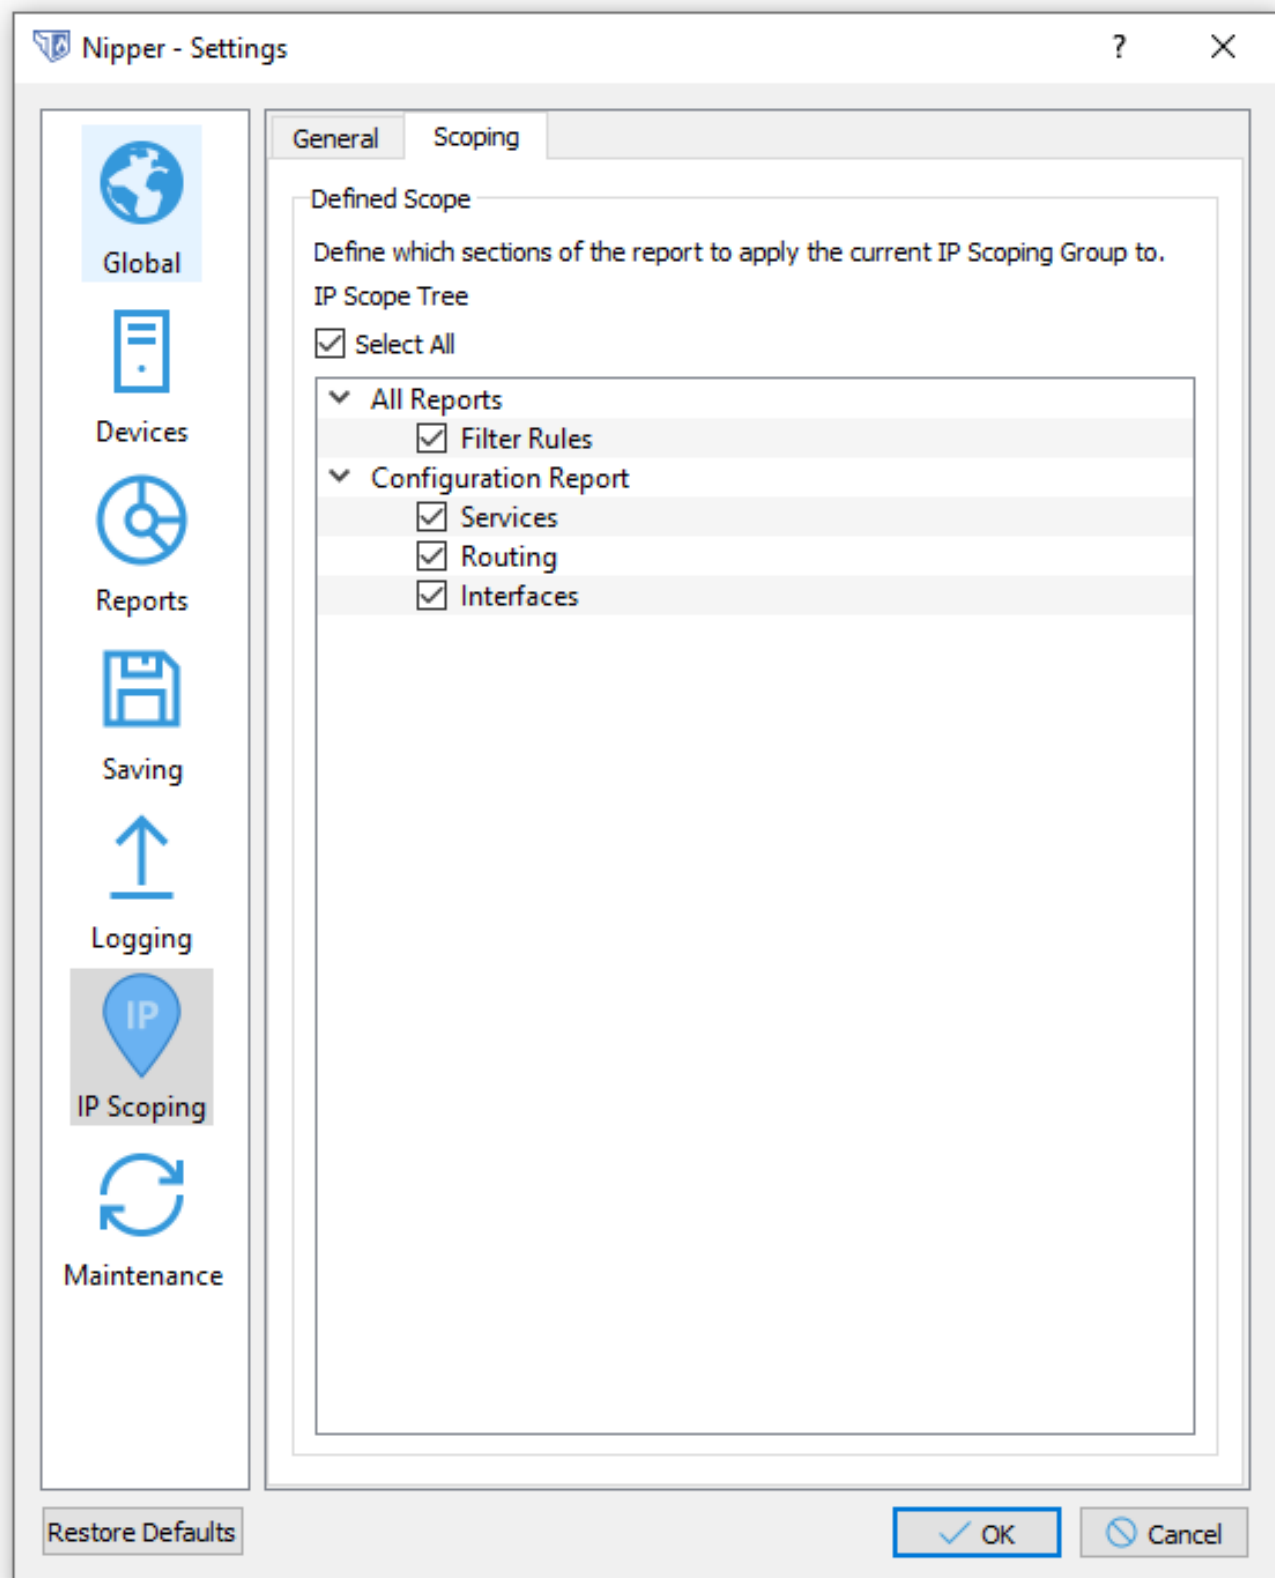 Nipper - Settings
?
Global
Devices
Reports
Saving
Logging
IP
IP Scoping
Maintenance
General
Scoping
Defined Scope
Define which sections of the report to apply the current IP Scoping Group to.
IP Scope Tree
Select All
All Reports
Filter Rules
Configuration Report
Services
Routing
Interfaces
Restore Defaults
OK
Cancel